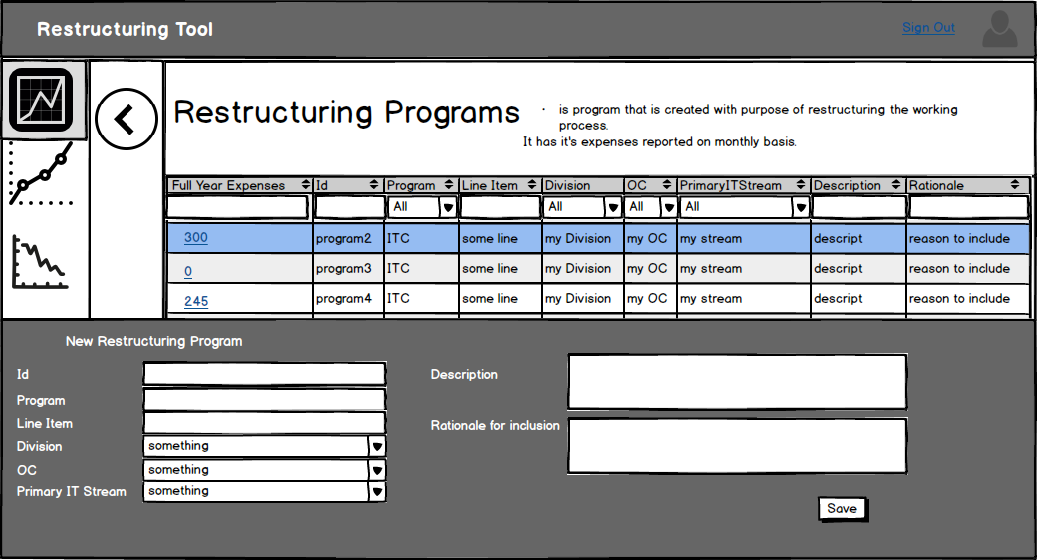 Restructuring Tool
Sign Out
Restructuring Programs
· is program that is created with purpose of restructuring the working
process.
It has it's expenses reported on monthly basis.
Full Year Expenses Id Program Line Item Division OC PrimaryITStream Description Rationale
All All All All
300 program2 ITC some line my Division my OC my stream descript reason to include
0 program3 ITC some line my Division my OC my stream descript reason to include
245 program4 ITC some line my Division my OC my stream descript reason to include
New Restructuring Program
Id
Description
Program
Line Item
Rationale for inclusion
Division something
OC something
Primary IT Stream something
Save